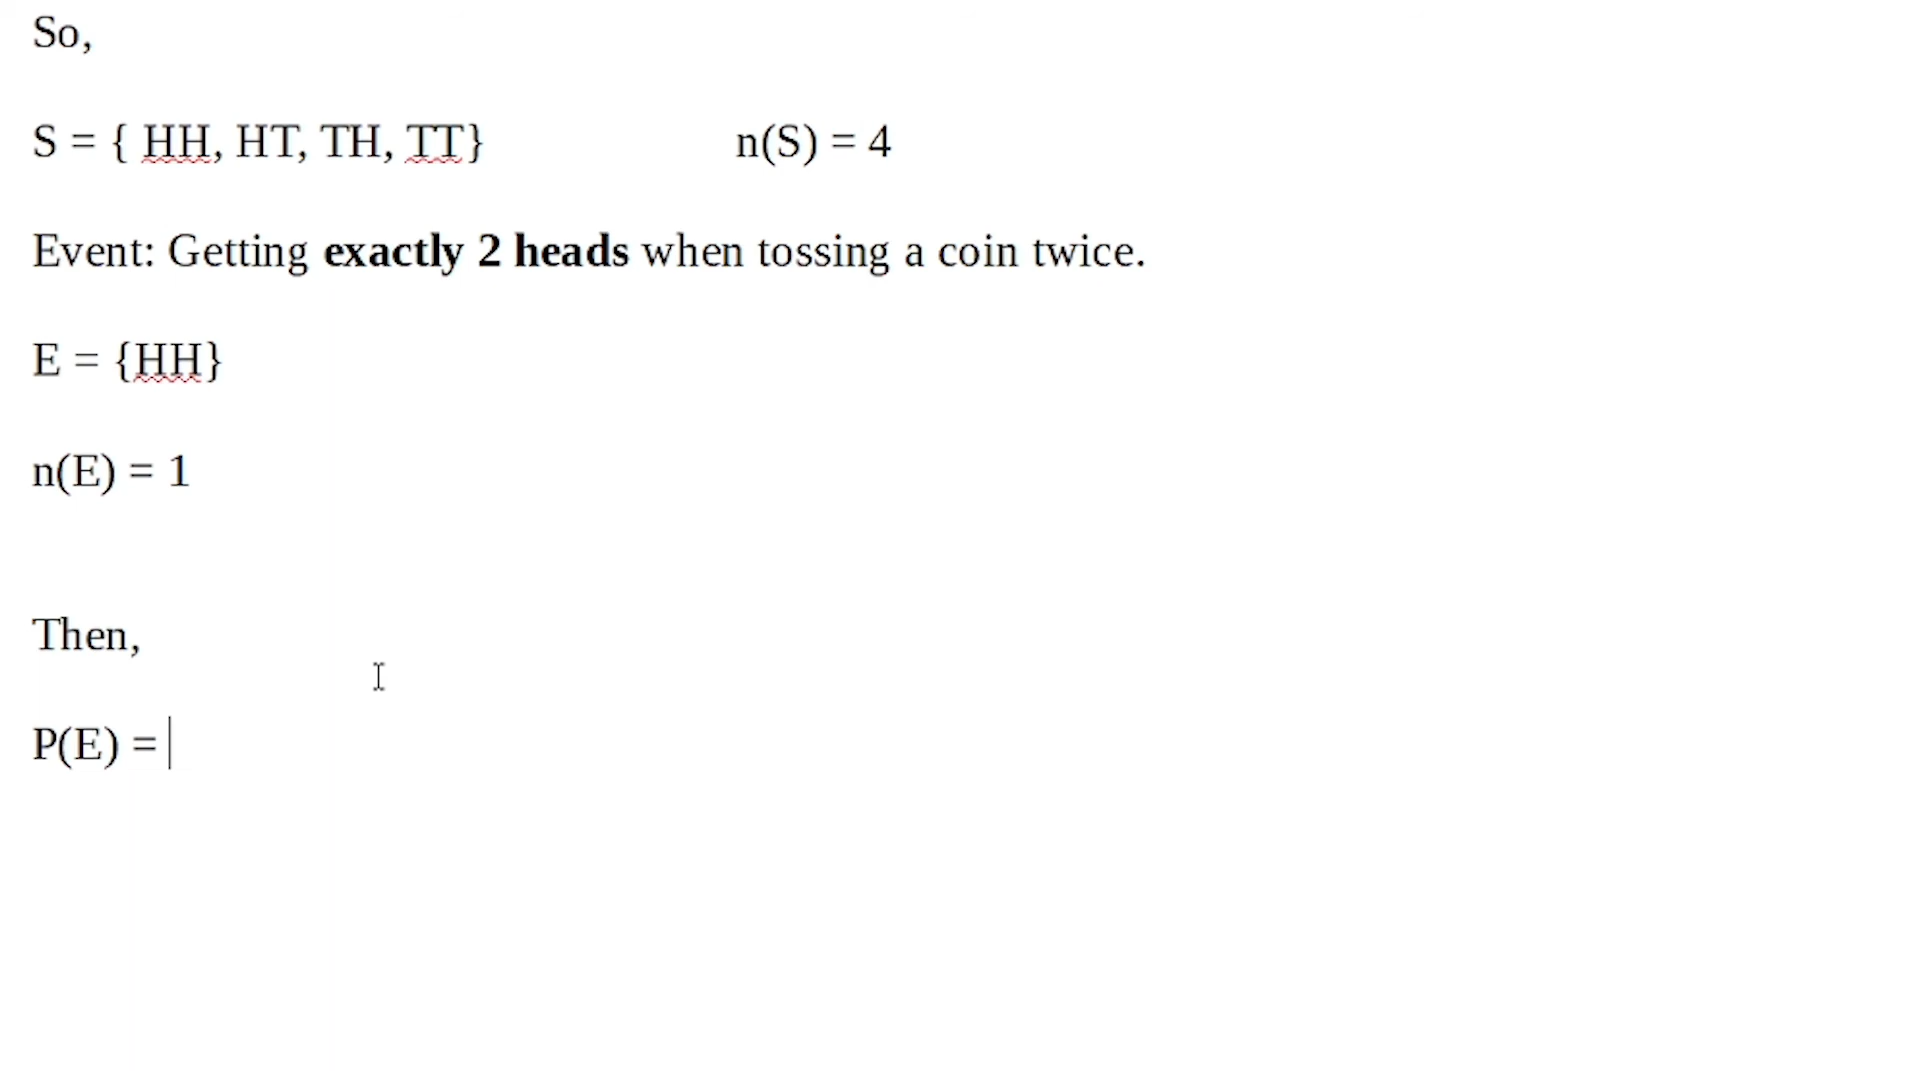 So,
S = { HH, HT, TH, TT} n(S) = 4
Event: Getting exactly 2 heads when tossing a coin twice.
E = {HH}
n(E) = 1
Then,
P(E) =